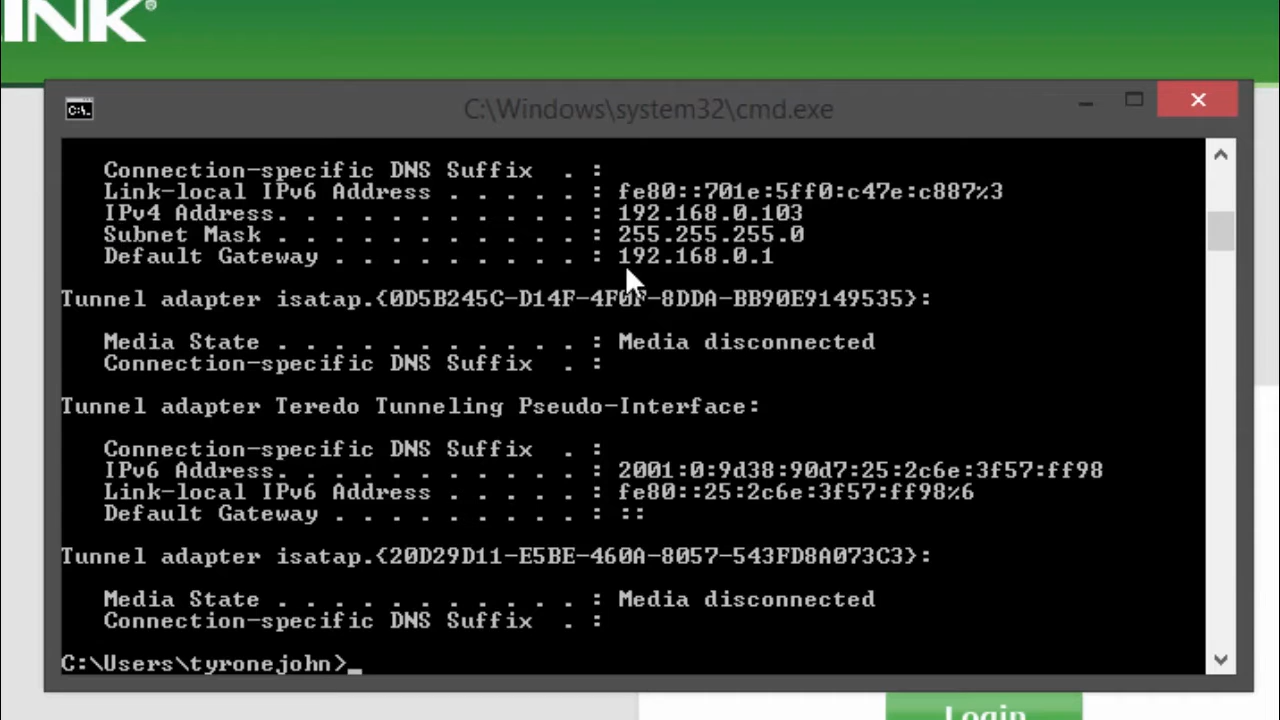 INK®
C:\Windows\system32\cmd.exe
C:\.
Connection-specific DNS Suffix . :
Link-local IPv6 Address . . . . . : fe80::701e:5ff0:c47e:c887%3
IPv4 Address. . . . . . . . . . . : 192.168.0.103
Subnet Mask . . . . . . . . . . . : 255.255.255.0
Default Gateway . . . . . . . . . : 192.168.0.1
Tunnel adapter isatap.{0D5B245C-D14F-4F0F-8DDA-BB90E9149535}:
Media State . . . . . . . . . . . : Media disconnected
Connection-specific DNS Suffix . :
Tunnel adapter Teredo Tunneling Pseudo-Interface:
Connection-specific DNS Suffix . :
IPv6 Address. . . . . . . . . . . : 2001:0:9d38:90d7:25:2c6e:3f57:ff98
Link-local IPv6 Address . . . . . : fe80::25:2c6e:3f57:ff98%6
Default Gateway . . . . . . . . . : ::
Tunnel adapter isatap.{20D29D11-E5BE-460A-8057-543FD8A073C3}:
Media State . . . . . . . . . . . : Media disconnected
Connection-specific DNS Suffix . :
C:\Users\tyronejohn>_
Login